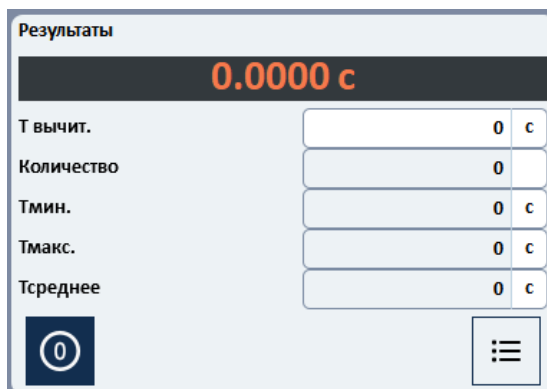 Результаты
0.0000 с
Т вычит. 0 с
Количество 0
Тмин. 0 с
Тмакс. 0 с
Тсреднее 0 с
0